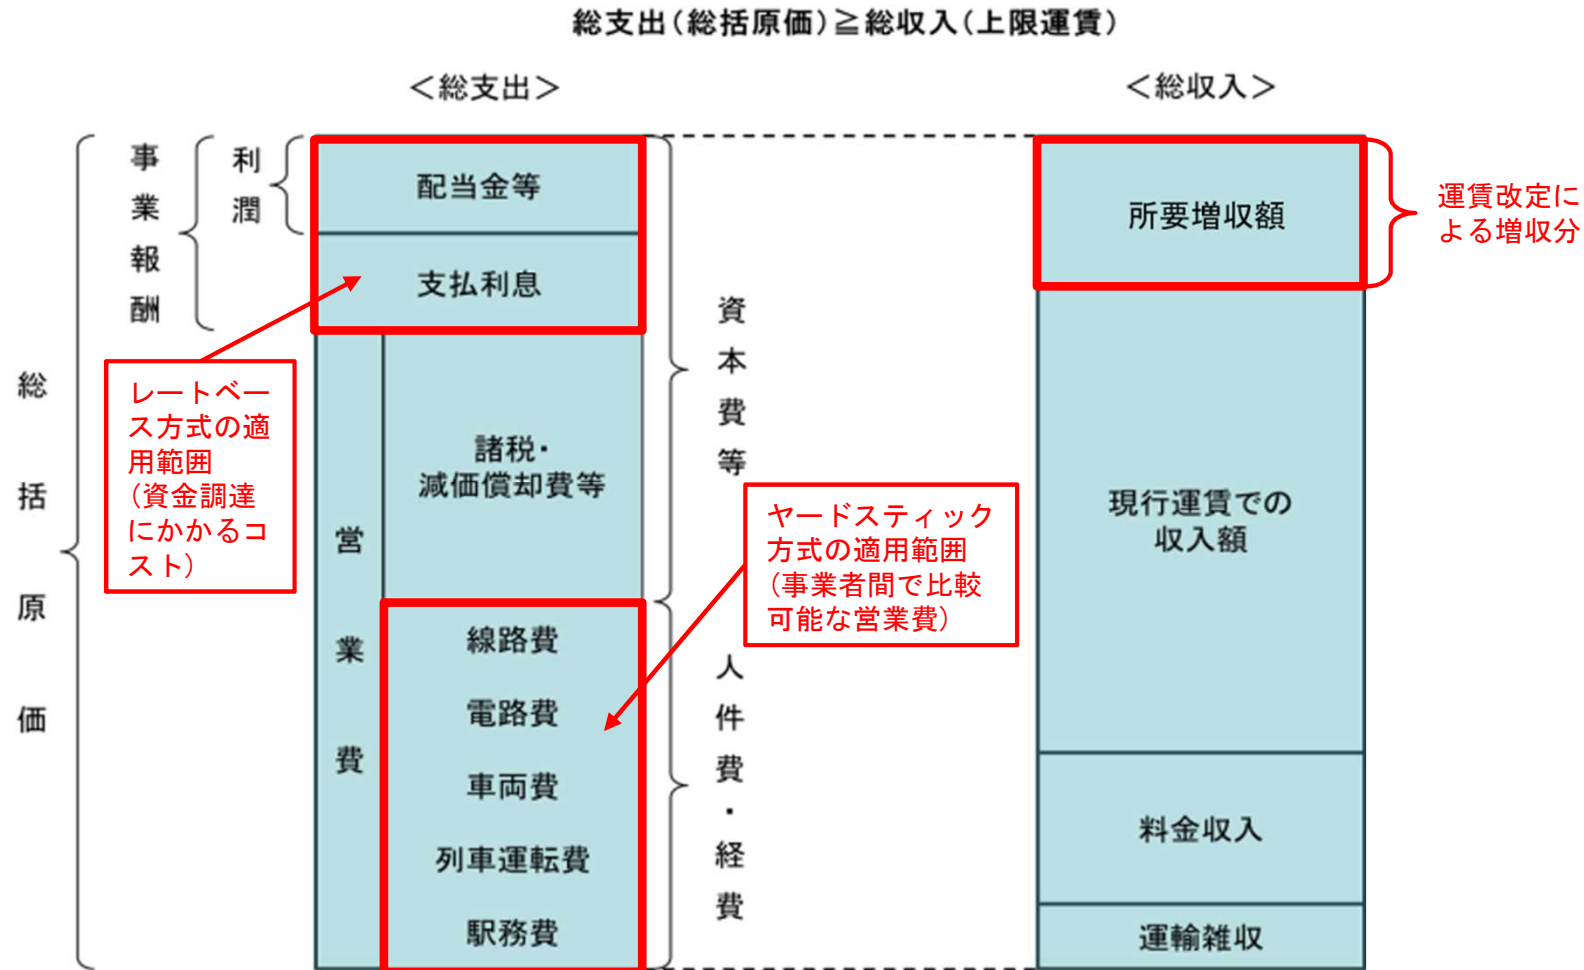 総支出(総括原価)≧総収入(上限運賃)
＜総支出＞
＜総収入＞
総括原価
事業報酬
利潤
配当金等
支払利息
営業費
諸税・
減価償却費等
線路費
電路費
車両費
列車運転費
駅務費
資本費等
人件費・経費
レートベー
ス方式の適
用範囲
(資金調達
にかかるコ
スト)
ヤードスティック
方式の適用範囲
(事業者間で比較
可能な営業費)
所要増収額
現行運賃での
収入額
料金収入
運輸雑収
運賃改定に
よる増収分